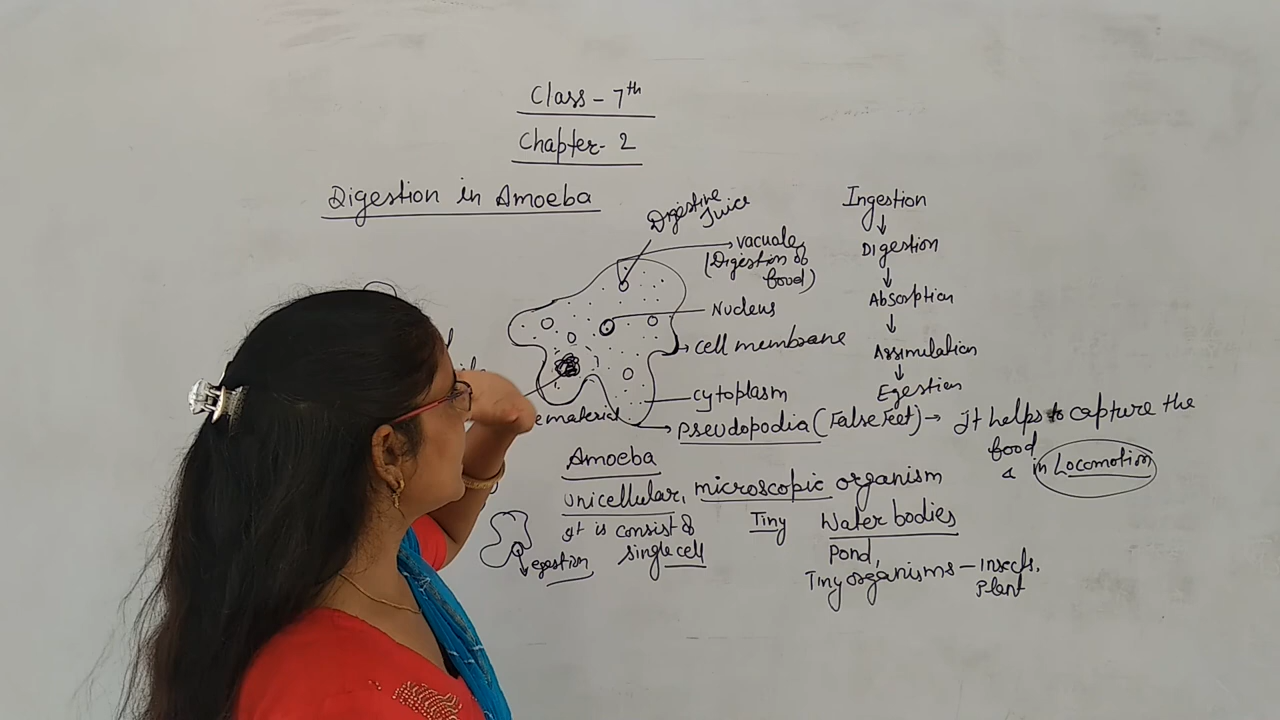 Class - 7th
Chapter- 2
Digestion in Amoeba
Digestive
Juice
vacuole
(Digestion of
food)
Nucleus
cell membrane
cytoplasm
Pseudopodia (False Feet) → It helps to capture the
food
& in Locomotion
Ingestion
↓
Digestion
↓
Absorption
↓
Assimilation
↓
Egestion
material
Amoeba
unicellular, microscopic organism
It is consist of
single cell
Tiny
Water bodies
Pond,
Tiny organisms – Insects,
Plant
egestion